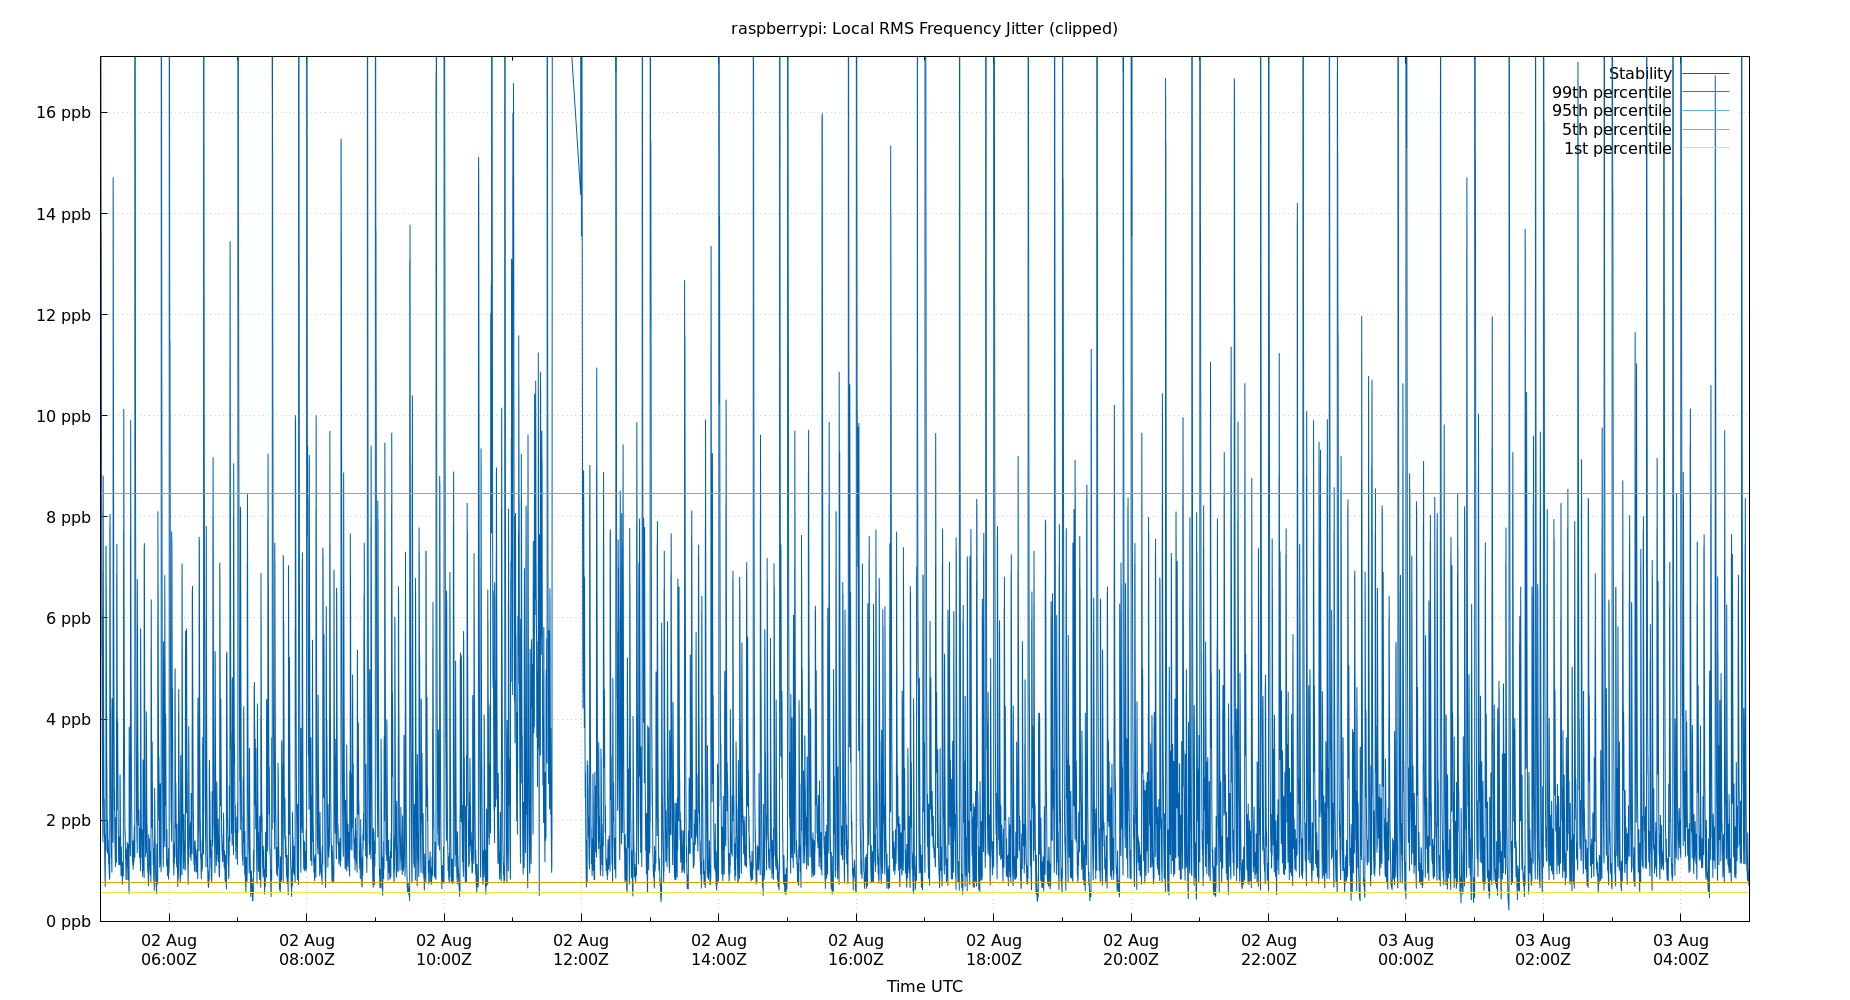 raspberrypi: Local RMS Frequency Jitter (clipped)
Stability
99th percentile
95th percentile
5th percentile
1st percentile
16 ppb
14 ppb
12 ppb
10 ppb
8 ppb
6 ppb
4 ppb
2 ppb
0 ppb
02 Aug 02 Aug 02 Aug 02 Aug 02 Aug 02 Aug 02 Aug 02 Aug 02 Aug 03 Aug 03 Aug 03 Aug
06:00Z 08:00Z 10:00Z 12:00Z 14:00Z 16:00Z 18:00Z 20:00Z 22:00Z 00:00Z 02:00Z 04:00Z
Time UTC